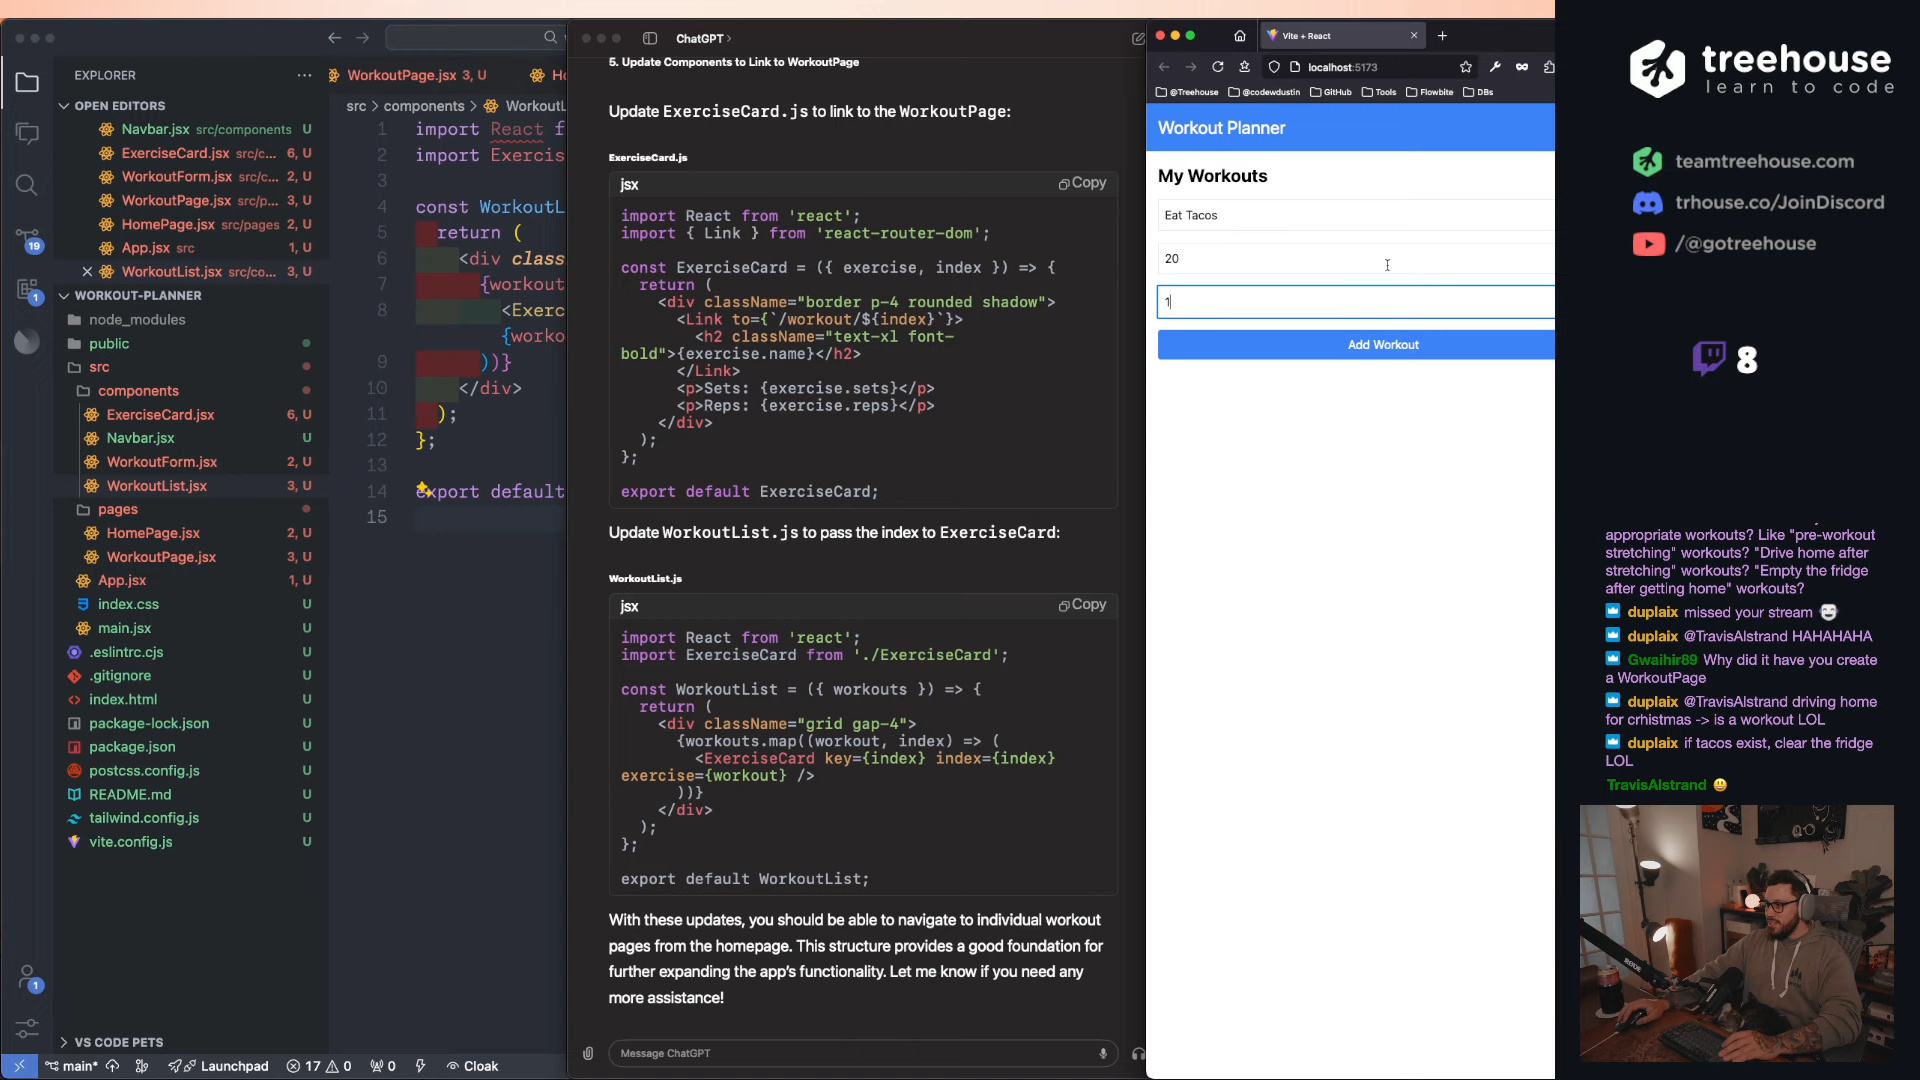 EXPLORER
OPEN EDITORS
Navbar.jsx src/components U
ExerciseCard.jsx src/c... 6, U
WorkoutForm.jsx src/c... 2, U
WorkoutPage.jsx src/p... 3, U
HomePage.jsx src/pages 2, U
App.jsx src 1, U
WorkoutList.jsx src/co... 3, U
WORKOUT-PLANNER
node_modules
public
src
components
ExerciseCard.jsx 6, U
Navbar.jsx U
WorkoutForm.jsx 2, U
WorkoutList.jsx 3, U
pages
HomePage.jsx 2, U
WorkoutPage.jsx 3, U
App.jsx 1, U
index.css U
main.jsx U
.eslintrc.cjs U
.gitignore U
index.html U
package-lock.json U
package.json U
postcss.config.js U
README.md U
tailwind.config.js U
vite.config.js U
VS CODE PETS
19
1
1
main* Launchpad 17 0 0 Cloak
WorkoutPage.jsx 3, U
src > components > WorkoutL
1 import React f
2 import Exercis
3
4 const WorkoutL
5 return (
6 <div class
7 {workout
8 <Exerc
{worko
9 ))}
10 </div>
11 );
12 };
13
14 export default
15
ChatGPT >
5. Update Components to Link to WorkoutPage
Update ExerciseCard.js to link to the WorkoutPage:
ExerciseCard.js
jsx Copy
import React from 'react';
import { Link } from 'react-router-dom';
const ExerciseCard = ({ exercise, index }) => {
return (
<div className="border p-4 rounded shadow">
<Link to={`/workout/${index}`}>
<h2 className="text-xl font-
bold">{exercise.name}</h2>
</Link>
<p>Sets: {exercise.sets}</p>
<p>Reps: {exercise.reps}</p>
</div>
);
};
export default ExerciseCard;
Update WorkoutList.js to pass the index to ExerciseCard:
WorkoutList.js
jsx Copy
import React from 'react';
import ExerciseCard from './ExerciseCard';
const WorkoutList = ({ workouts }) => {
return (
<div className="grid gap-4">
{workouts.map((workout, index) => (
<ExerciseCard key={index} index={index}
exercise={workout} />
))}
</div>
);
};
export default WorkoutList;
With these updates, you should be able to navigate to individual workout
pages from the homepage. This structure provides a good foundation for
further expanding the app's functionality. Let me know if you need any
more assistance!
Message ChatGPT
Vite + React
localhost:5173
@Treehouse @codewdustin GitHub Tools Flowbite DBs
Workout Planner
My Workouts
Eat Tacos
20
1
Add Workout
treehouse
learn to code
teamtreehouse.com
trhouse.co/JoinDiscord
/@gotreehouse
8
appropriate workouts? Like "pre-workout
stretching" workouts? "Drive home after
stretching" workouts? "Empty the fridge
after getting home" workouts?
duplaix missed your stream
duplaix @TravisAlstrand HAHAHAHA
Gwaihir89 Why did it have you create
a WorkoutPage
duplaix @TravisAlstrand driving home
for crhistmas -> is a workout LOL
duplaix if tacos exist, clear the fridge
LOL
TravisAlstrand
RØDE